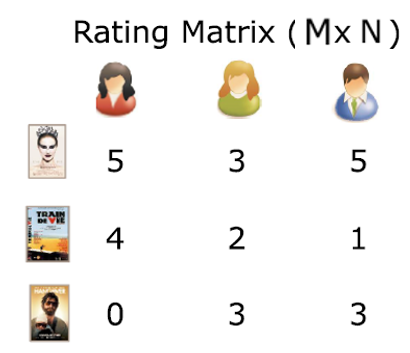 Rating Matrix ( M x N )
5 3 5
TRAIN
DE VIE
4 2 1
0 3 3